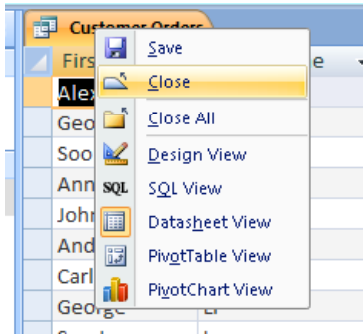 Customer Orders
Firs e
Save
Alex Close
Geo Close All
Soo Design View
Ann SQL SQL View
John Datasheet View
And PivotTable View
Carl PivotChart View
George